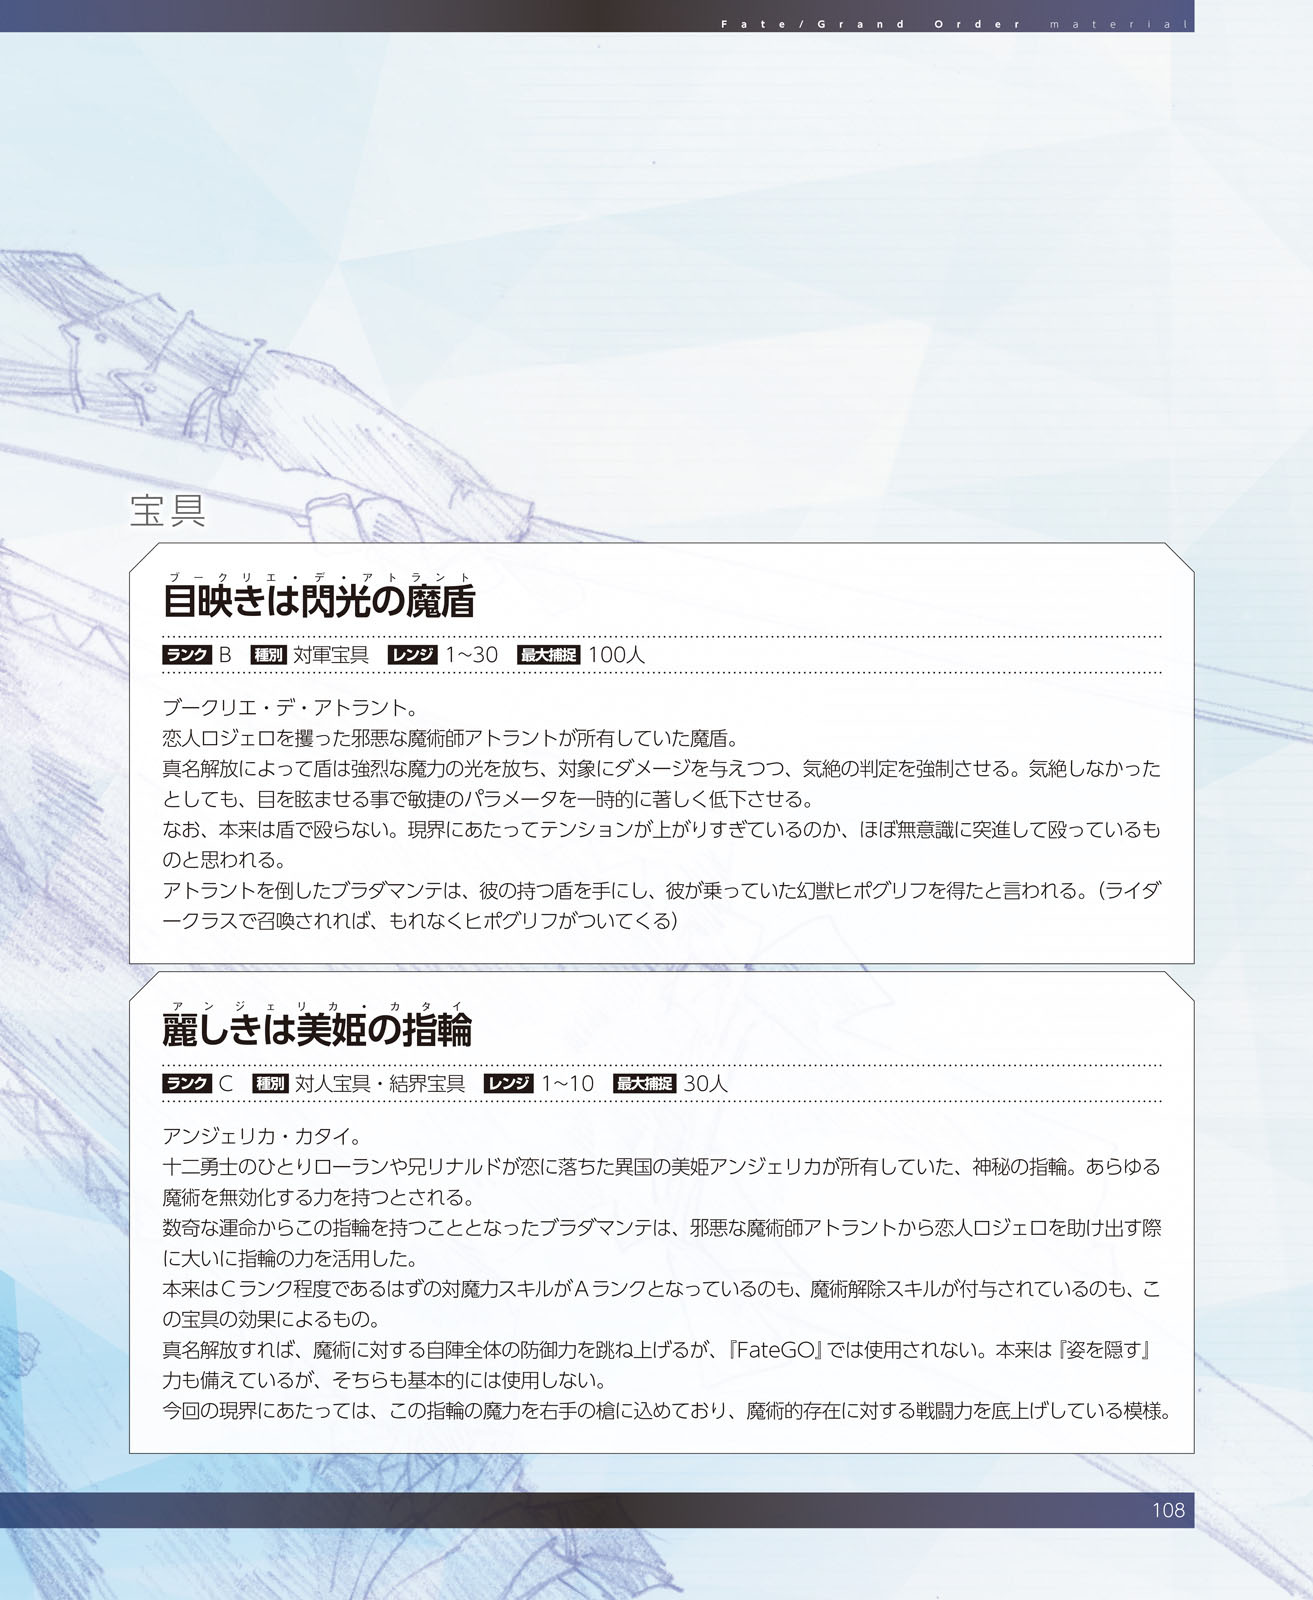 Fate/Grand Order material
宝具
ブークリエ・デ・アトラント
目映きは閃光の魔盾
ランク B 種別 対軍宝具 レンジ 1~30 最大捕捉 100人
ブークリエ・デ・アトラント。
恋人ロジェロを攫った邪悪な魔術師アトラントが所有していた魔盾。
真名解放によって盾は強烈な魔力の光を放ち、対象にダメージを与えつつ、気絶の判定を強制させる。気絶しなかった
としても、目を眩ませる事で敏捷のパラメータを一時的に著しく低下させる。
なお、本来は盾で殴らない。現界にあたってテンションが上がりすぎているのか、ほぼ無意識に突進して殴っているも
のと思われる。
アトラントを倒したブラダマンテは、彼の持つ盾を手にし、彼が乗っていた幻獣ヒポグリフを得たと言われる。（ライダ
ークラスで召喚されれば、もれなくヒポグリフがついてくる）
アンジェリカ・カタイ
麗しきは美姫の指輪
ランク C 種別 対人宝具・結界宝具 レンジ 1~10 最大捕捉 30人
アンジェリカ・カタイ。
十二勇士のひとりローランや兄リナルドが恋に落ちた異国の美姫アンジェリカが所有していた、神秘の指輪。あらゆる
魔術を無効化する力を持つとされる。
数奇な運命からこの指輪を持つこととなったブラダマンテは、邪悪な魔術師アトラントから恋人ロジェロを助け出す際
に大いに指輪の力を活用した。
本来はCランク程度であるはずの対魔力スキルがAランクとなっているのも、魔術解除スキルが付与されているのも、こ
の宝具の効果によるもの。
真名解放すれば、魔術に対する自陣全体の防御力を跳ね上げるが、『FateGO』では使用されない。本来は『姿を隠す』
力も備えているが、そちらも基本的には使用しない。
今回の現界にあたっては、この指輪の魔力を右手の槍に込めており、魔術的存在に対する戦闘力を底上げしている模様。
108